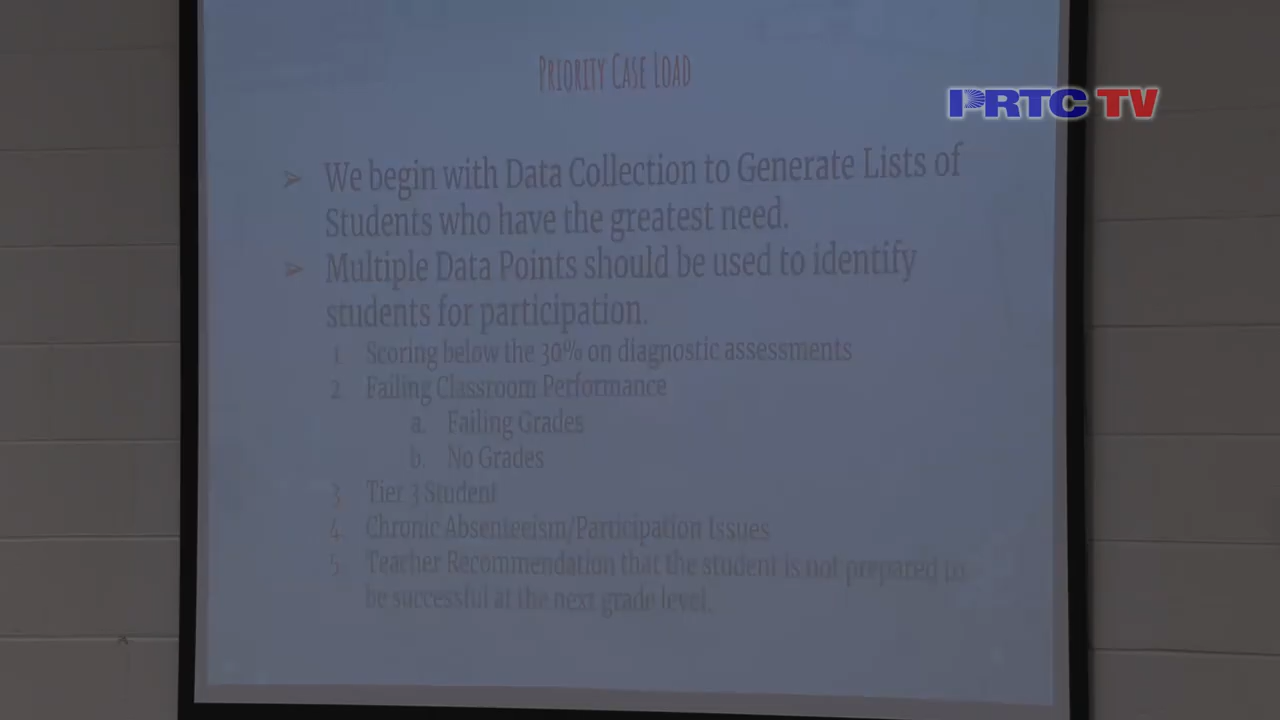 Priority Case Load
PRTC TV
➢ We begin with Data Collection to Generate Lists of
Students who have the greatest need.
➢ Multiple Data Points should be used to identify
students for participation.
1. Scoring below the 30% on diagnostic assessments
2. Failing Classroom Performance
a. Failing Grades
b. No Grades
3. Tier 3 Student
4. Chronic Absenteeism/Participation Issues
5. Teacher Recommendation that the student is not prepared to
be successful at the next grade level.